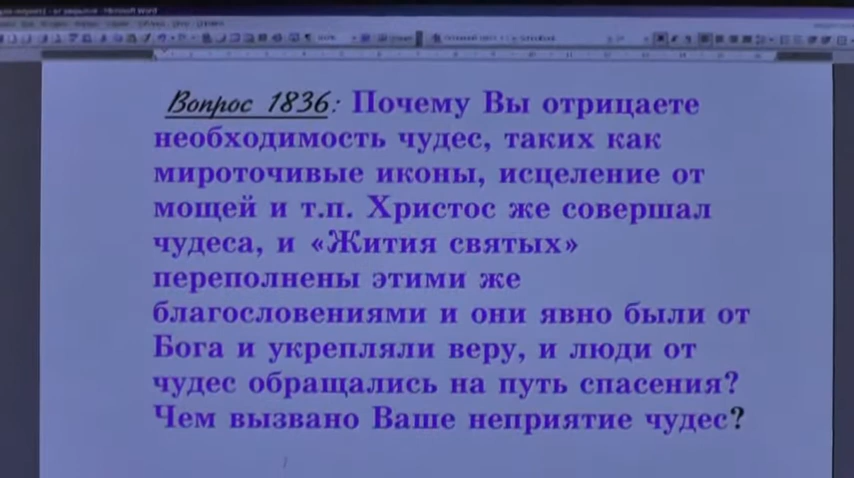 Microsoft Word
Вопрос 1836: Почему Вы отрицаете
необходимость чудес, таких как
мироточивые иконы, исцеление от
мощей и т.п. Христос же совершал
чудеса, и «Жития святых»
переполнены этими же
благословениями и они явно были от
Бога и укрепляли веру, и люди от
чудес обращались на путь спасения?
Чем вызвано Ваше неприятие чудес?